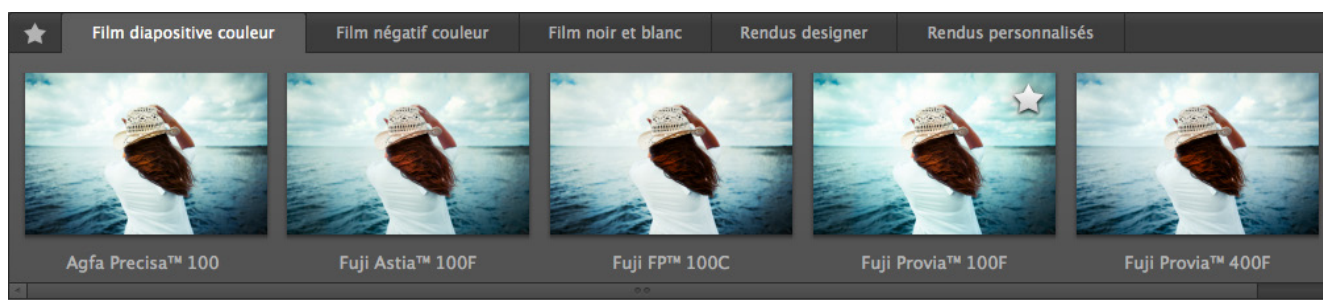 Film diapositive couleur Film négatif couleur Film noir et blanc Rendus designer Rendus personnalisés
Agfa Precisa™ 100 Fuji Astia™ 100F Fuji FP™ 100C Fuji Provia™ 100F Fuji Provia™ 400F